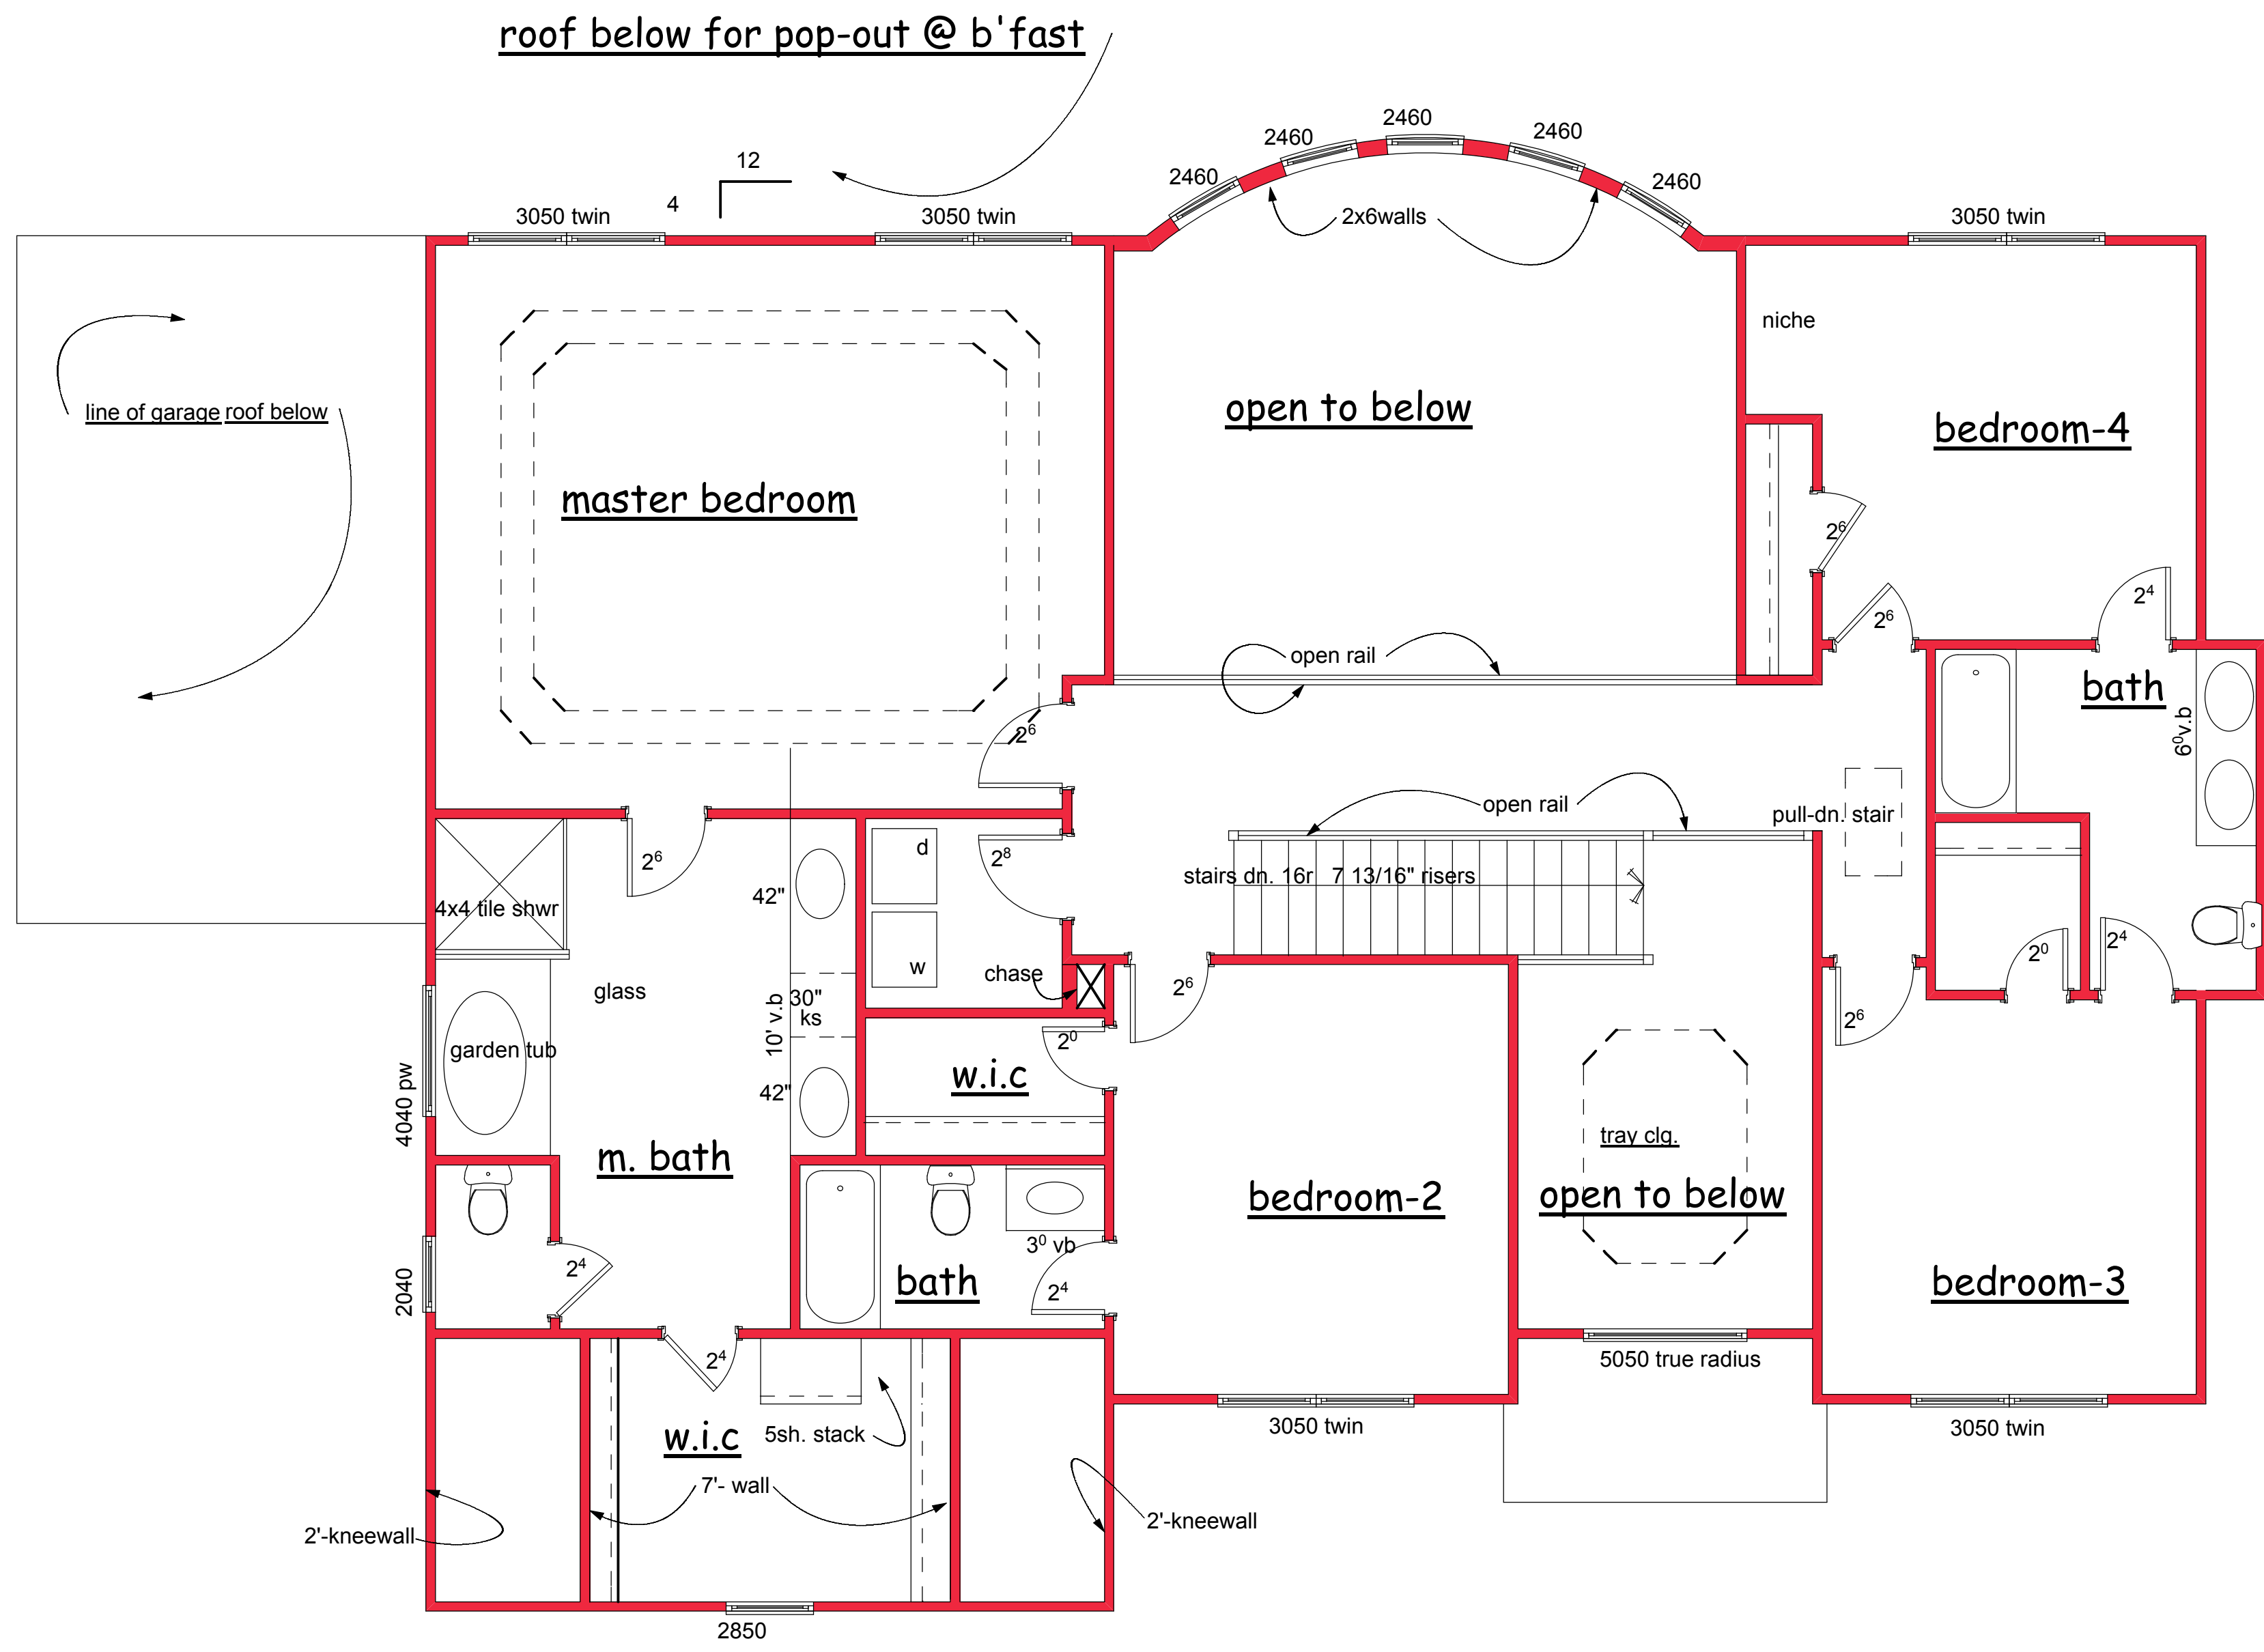 roof below for pop-out @ b'fast
12
4
3050 twin
3050 twin
2460
2460
2460
2460
2460
2x6walls
3050 twin
niche
line of garage roof below
open to below
bedroom-4
master bedroom
2⁶
2⁴
2⁶
open rail
bath
6⁰v.b
2⁶
open rail
pull-dn. stair
d
2⁸
2⁶
stairs dn. 16r 7 13/16" risers
42"
4x4 tile shwr
2⁰
2⁴
w
chase
glass
2⁶
10' v.b
30"
ks
2⁶
2⁰
garden tub
w.i.c
42"
4040 pw
tray clg.
m. bath
bedroom-2
open to below
3⁰ vb
2⁴
bath
2⁴
2040
bedroom-3
2⁴
5050 true radius
3050 twin
3050 twin
w.i.c
5sh. stack
7'- wall
2'-kneewall
2'-kneewall
2850